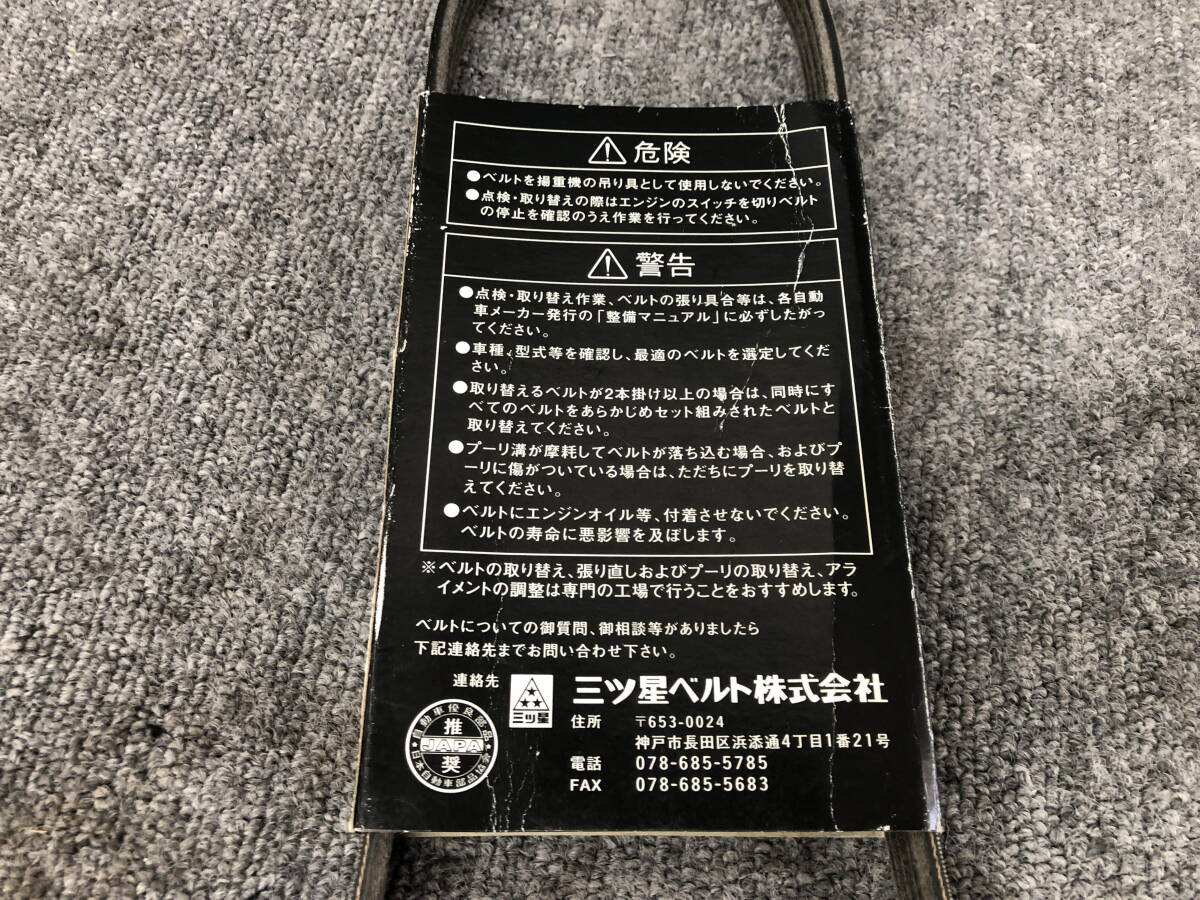 危険
●ベルトを揚重機の吊り具として使用しないでください。
●点検・取り替えの際はエンジンのスイッチを切りベルト
の停止を確認のうえ作業を行ってください。
警告
●点検・取り替え作業、ベルトの張り具合等は、各自動
車メーカー発行の「整備マニュアル」に必ずしたがっ
てください。
●車種、型式等を確認し、最適のベルトを選定してくだ
さい。
●取り替えるベルトが2本掛け以上の場合は、同時にす
べてのベルトをあらかじめセット組みされたベルトと
取り替えてください。
●プーリ溝が摩耗してベルトが落ち込む場合、およびプ
ーリに傷がついている場合は、ただちにプーリを取り替
えてください。
●ベルトにエンジンオイル等、付着させないでください。
ベルトの寿命に悪影響を及ぼします。
※ベルトの取り替え、張り直しおよびプーリの取り替え、アラ
イメントの調整は専門の工場で行うことをおすすめします。
ベルトについての御質問、御相談等がありましたら
下記連絡先までお問い合わせ下さい。
連絡先
三ツ星
三ツ星ベルト株式会社
住所 〒653-0024
神戸市長田区浜添通4丁目1番21号
電話 078-685-5785
FAX 078-685-5683
自動車優良部品
推
JAPA
奨
日本自動車部品協会